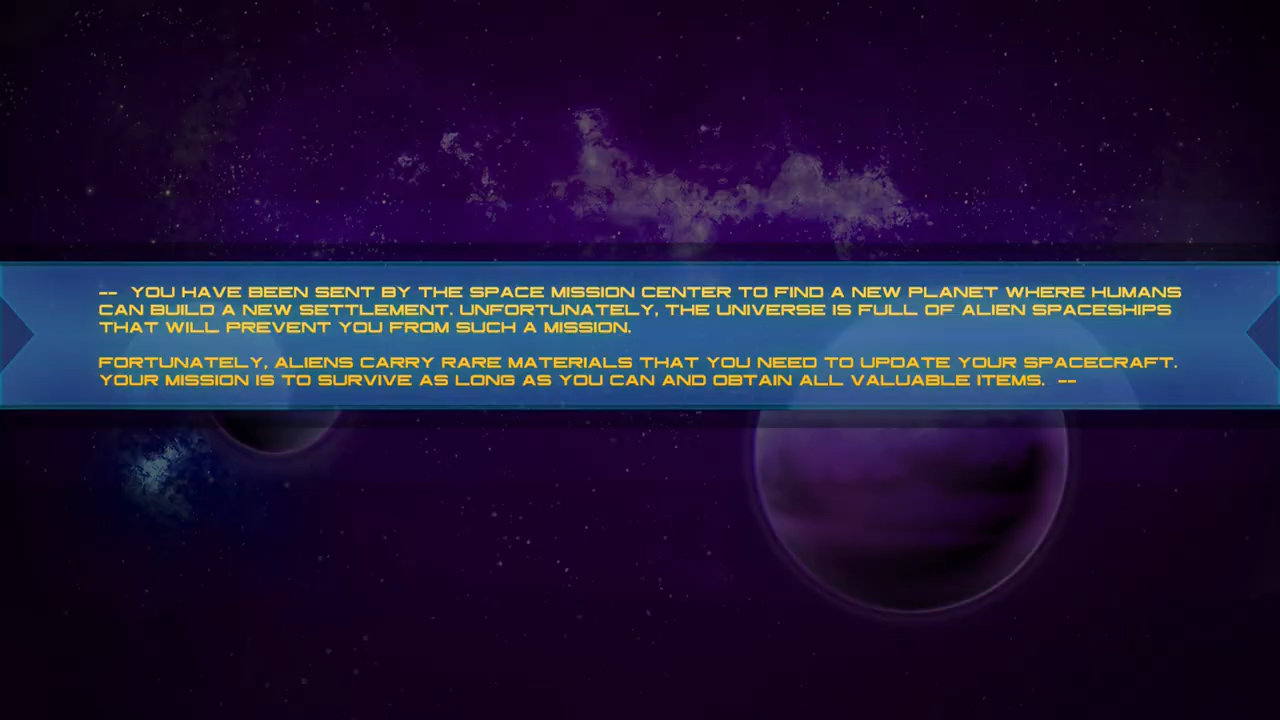 -- YOU HAVE BEEN SENT BY THE SPACE MISSION CENTER TO FIND A NEW PLANET WHERE HUMANS
CAN BUILD A NEW SETTLEMENT. UNFORTUNATELY, THE UNIVERSE IS FULL OF ALIEN SPACESHIPS
THAT WILL PREVENT YOU FROM SUCH A MISSION.
FORTUNATELY, ALIENS CARRY RARE MATERIALS THAT YOU NEED TO UPDATE YOUR SPACECRAFT.
YOUR MISSION IS TO SURVIVE AS LONG AS YOU CAN AND OBTAIN ALL VALUABLE ITEMS. --